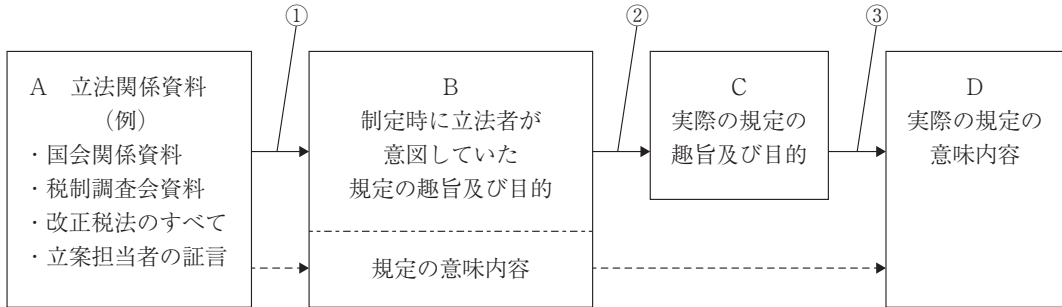 ①
②
③
A 立法関係資料
(例)
・国会関係資料
・税制調査会資料
・改正税法のすべて
・立案担当者の証言
B
制定時に立法者が
意図していた
規定の趣旨及び目的
規定の意味内容
C
実際の規定の
趣旨及び目的
D
実際の規定の
意味内容